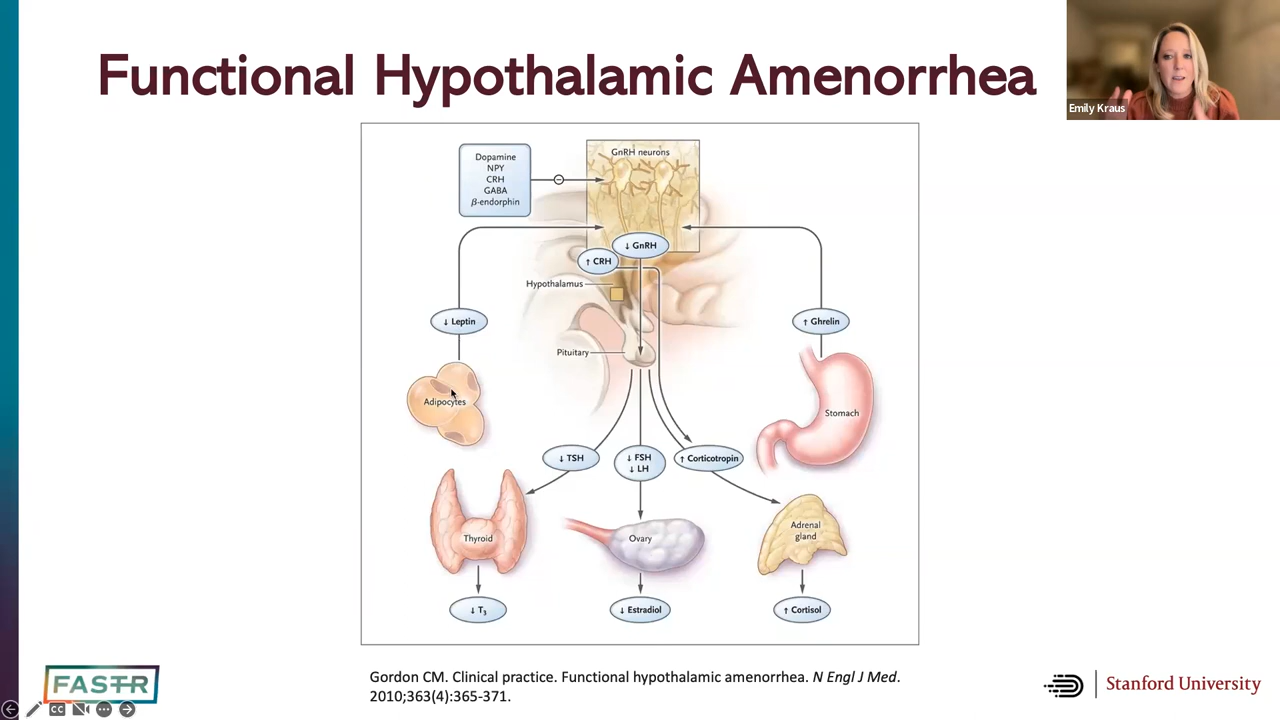 Functional Hypothalamic Amenorrhea
Emily Kraus
Dopamine
NPY
CRH
GABA
β-endorphin
GnRH neurons
↓ GnRH
↑ CRH
Hypothalamus
↓ Leptin
↑ Ghrelin
Pituitary
Adipocytes
Stomach
↓ TSH
↓ FSH
↓ LH
↑ Corticotropin
Thyroid
Ovary
Adrenal
gland
↓ T₃
↓ Estradiol
↑ Cortisol
FASTR
Gordon CM. Clinical practice. Functional hypothalamic amenorrhea. N Engl J Med.
2010;363(4):365-371.
Stanford University
CC